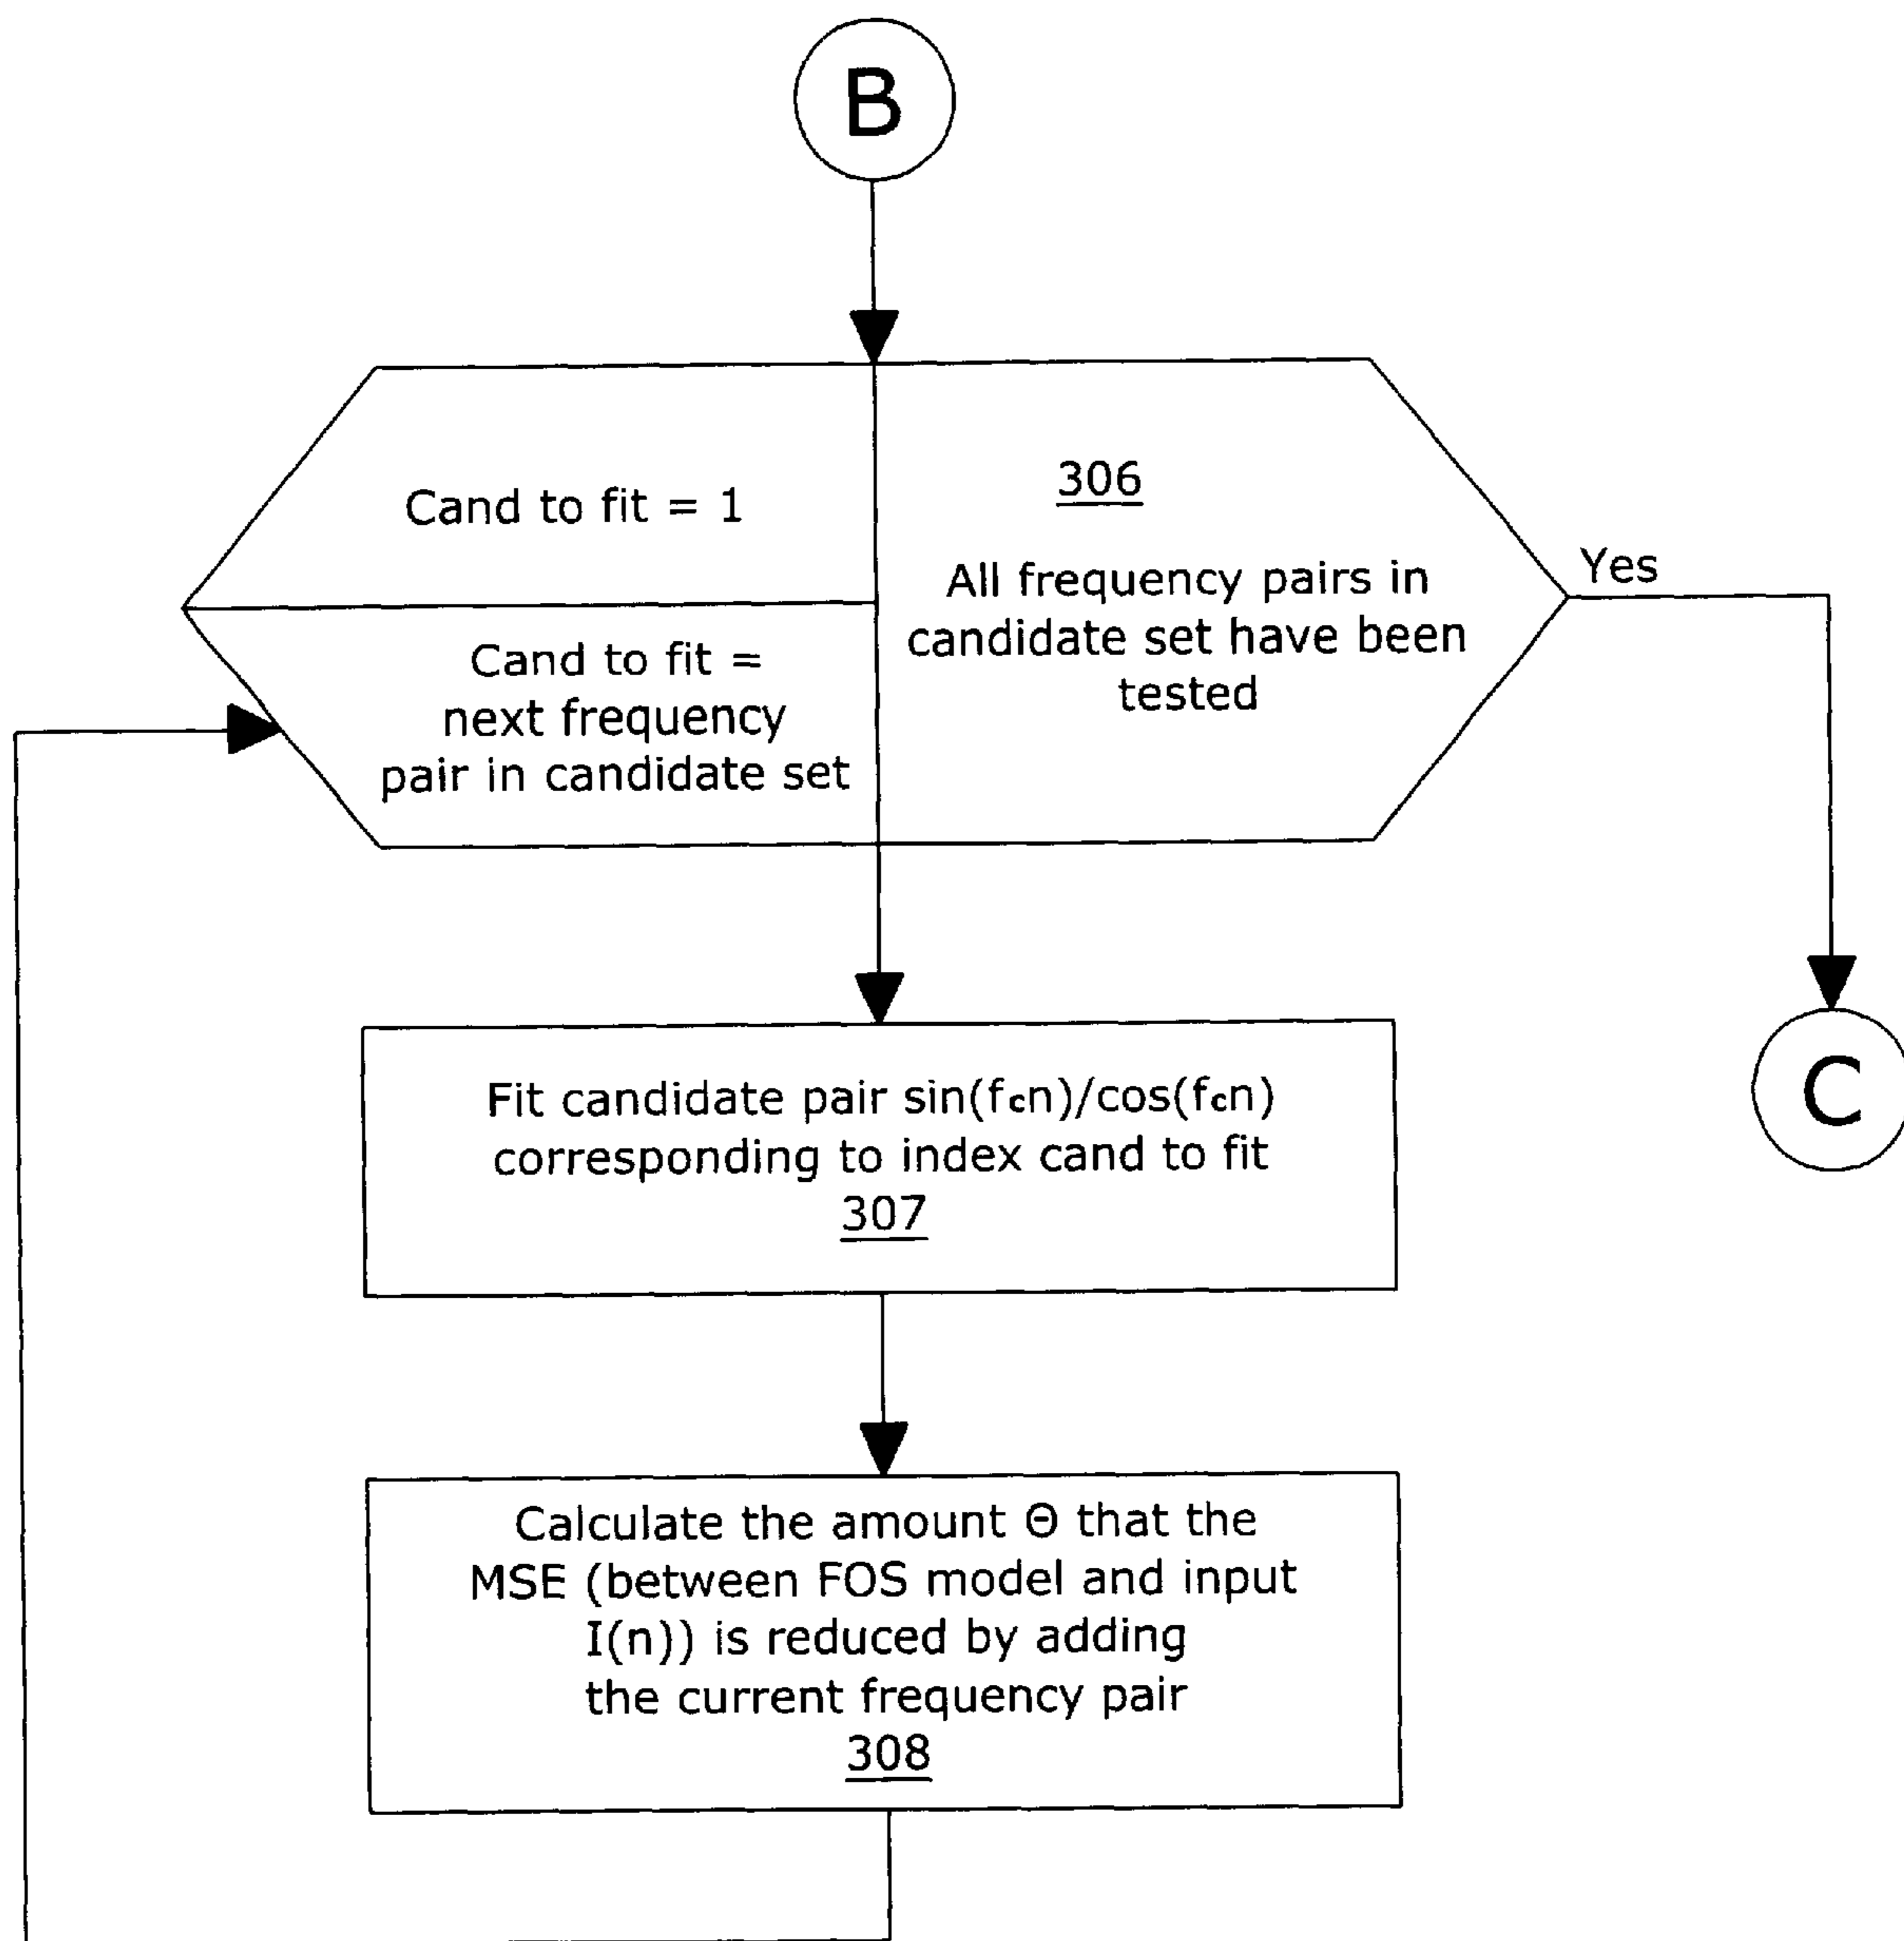 B
Cand to fit = 1
306
All frequency pairs in
candidate set have been
tested
Yes
Cand to fit =
next frequency
pair in candidate set
C
Fit candidate pair sin(fcn)/cos(fcn)
corresponding to index cand to fit
307
Calculate the amount Θ that the
MSE (between FOS model and input
I(n)) is reduced by adding
the current frequency pair
308